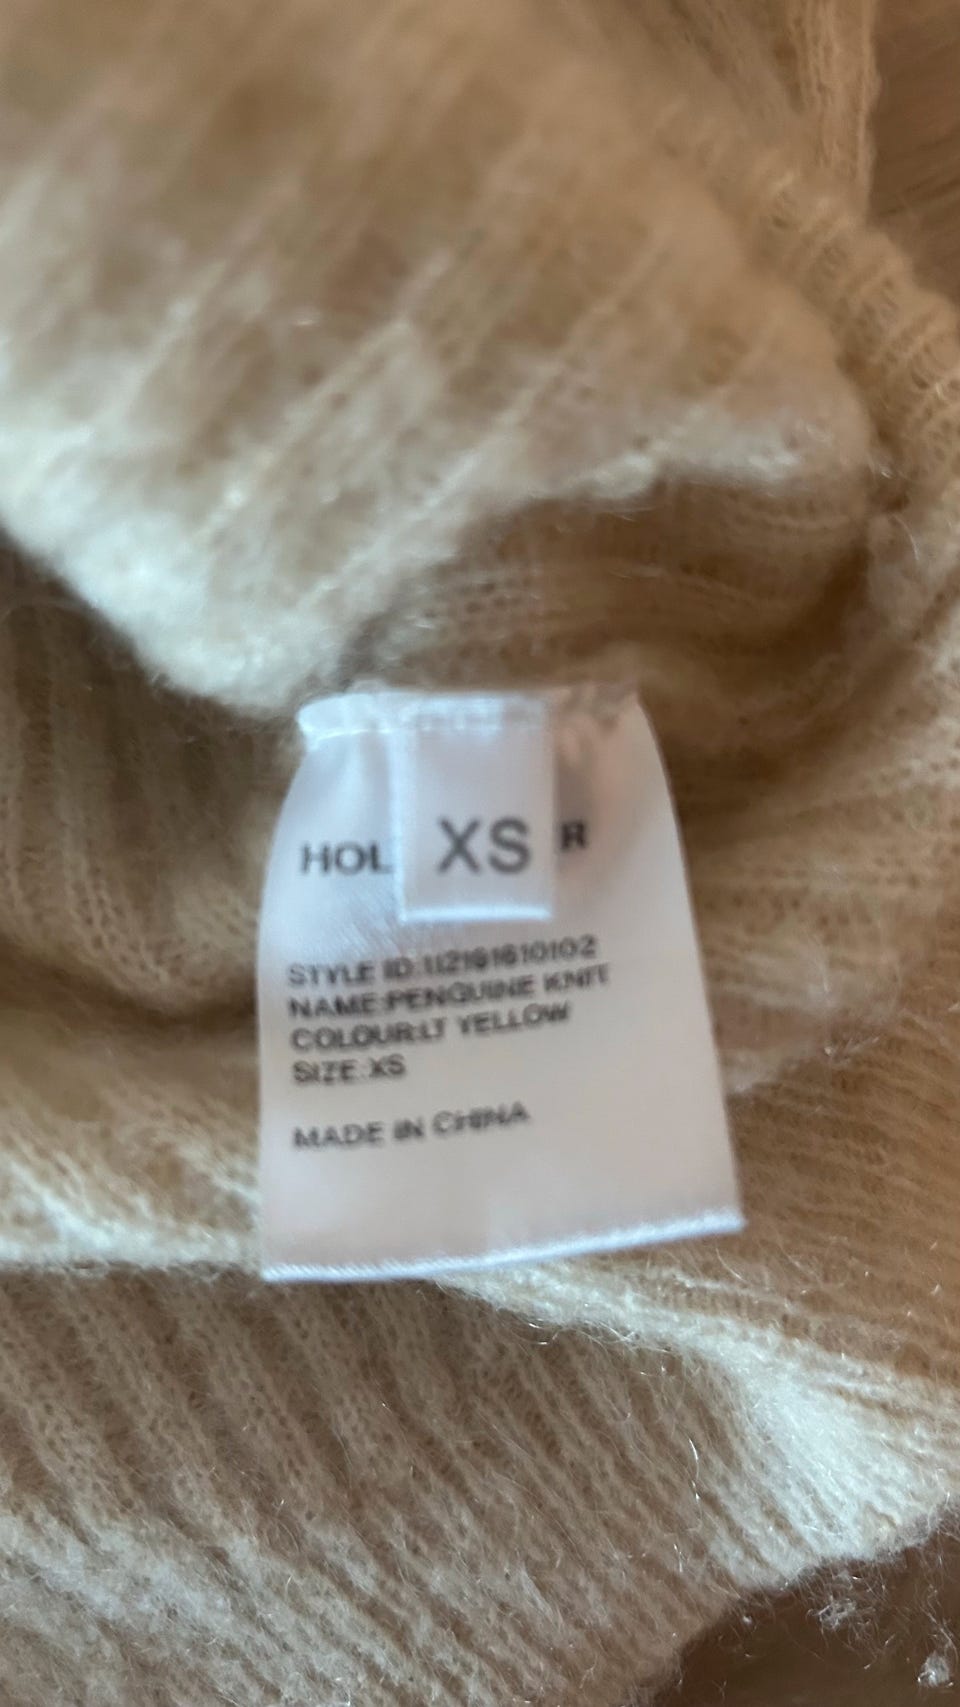 HOL XS R
STYLE ID:
NAME:PENGUINE KNIT
COLOUR:LT YELLOW
SIZE:XS
MADE IN CHINA